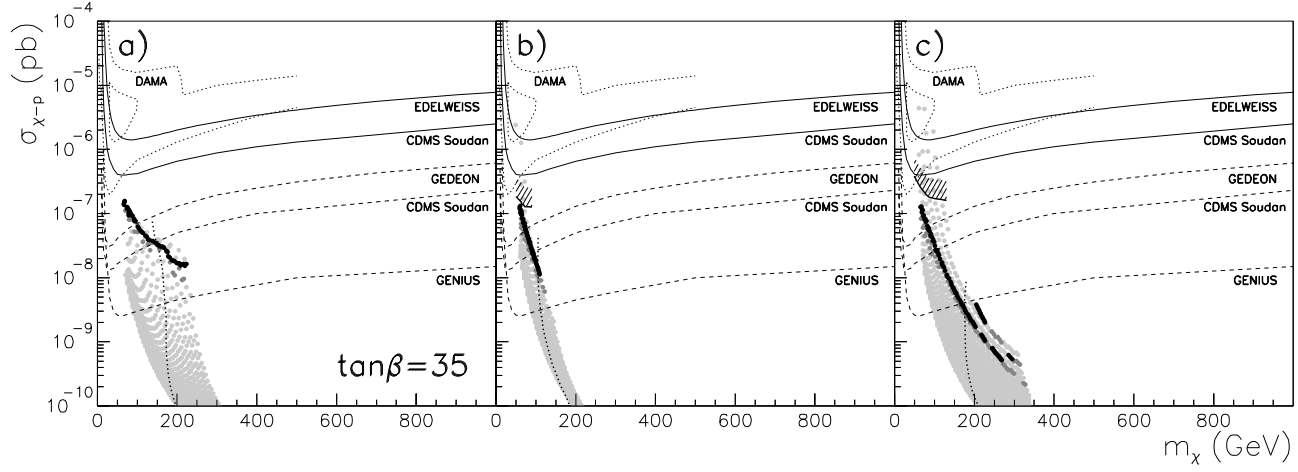 σχ-p (pb)
10^-4
10^-5
10^-6
10^-7
10^-8
10^-9
10^-10
a)
DAMA
EDELWEISS
CDMS Soudan
GEDEON
CDMS Soudan
GENIUS
tanβ=35
0 200 400 600 800
b)
DAMA
EDELWEISS
CDMS Soudan
GEDEON
CDMS Soudan
GENIUS
0 200 400 600 800
c)
DAMA
EDELWEISS
CDMS Soudan
GEDEON
CDMS Soudan
GENIUS
0 200 400 600 800
mχ (GeV)